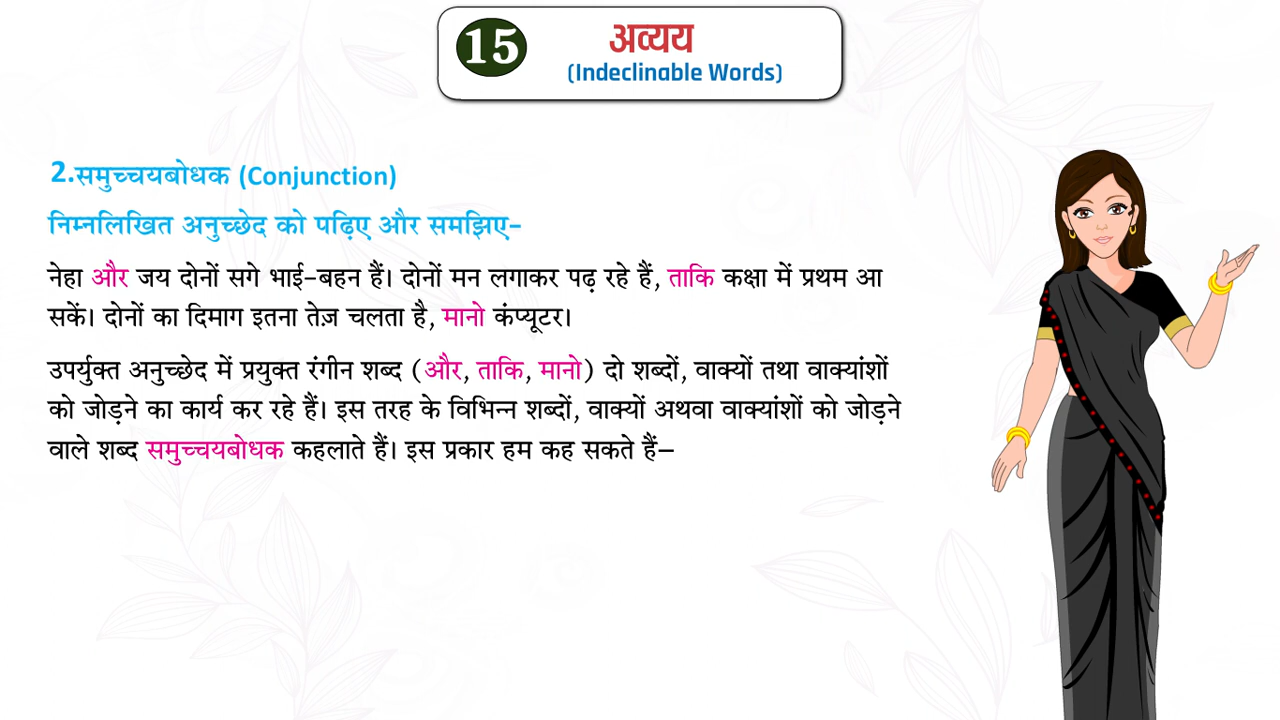 15
अव्यय
(Indeclinable Words)
2.समुच्चयबोधक (Conjunction)
निम्नलिखित अनुच्छेद को पढ़िए और समझिए-
नेहा और जय दोनों सगे भाई-बहन हैं। दोनों मन लगाकर पढ़ रहे हैं, ताकि कक्षा में प्रथम आ
सकें। दोनों का दिमाग इतना तेज़ चलता है, मानो कंप्यूटर।
उपर्युक्त अनुच्छेद में प्रयुक्त रंगीन शब्द (और, ताकि, मानो) दो शब्दों, वाक्यों तथा वाक्यांशों
को जोड़ने का कार्य कर रहे हैं। इस तरह के विभिन्न शब्दों, वाक्यों अथवा वाक्यांशों को जोड़ने
वाले शब्द समुच्चयबोधक कहलाते हैं। इस प्रकार हम कह सकते हैं–